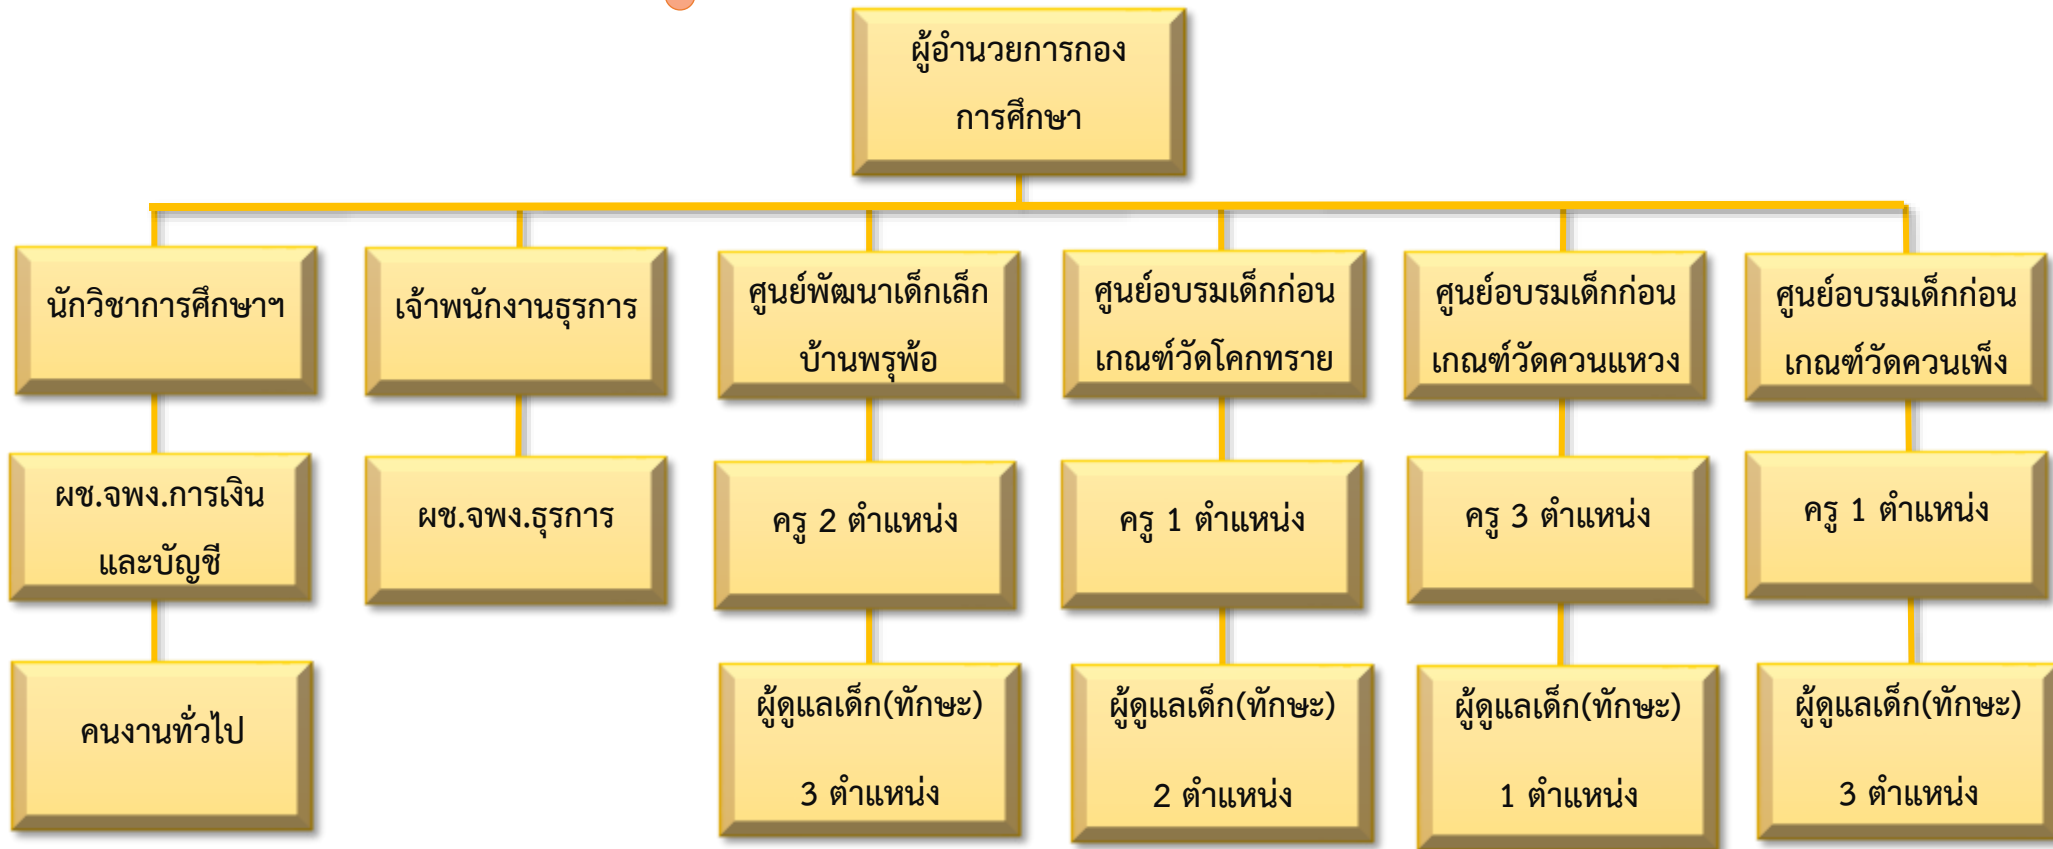 ผู้อำนวยการกอง
การศึกษา
นักวิชาการศึกษาฯ
เจ้าพนักงานธุรการ
ศูนย์พัฒนาเด็กเล็ก
บ้านพรุพ้อ
ศูนย์อบรมเด็กก่อน
เกณฑ์วัดโคกทราย
ศูนย์อบรมเด็กก่อน
เกณฑ์วัดควนแหวง
ศูนย์อบรมเด็กก่อน
เกณฑ์วัดควนเพ็ง
ผช.จพง.การเงิน
และบัญชี
ผช.จพง.ธุรการ
ครู 2 ตำแหน่ง
ครู 1 ตำแหน่ง
ครู 3 ตำแหน่ง
ครู 1 ตำแหน่ง
คนงานทั่วไป
ผู้ดูแลเด็ก(ทักษะ)
3 ตำแหน่ง
ผู้ดูแลเด็ก(ทักษะ)
2 ตำแหน่ง
ผู้ดูแลเด็ก(ทักษะ)
1 ตำแหน่ง
ผู้ดูแลเด็ก(ทักษะ)
3 ตำแหน่ง